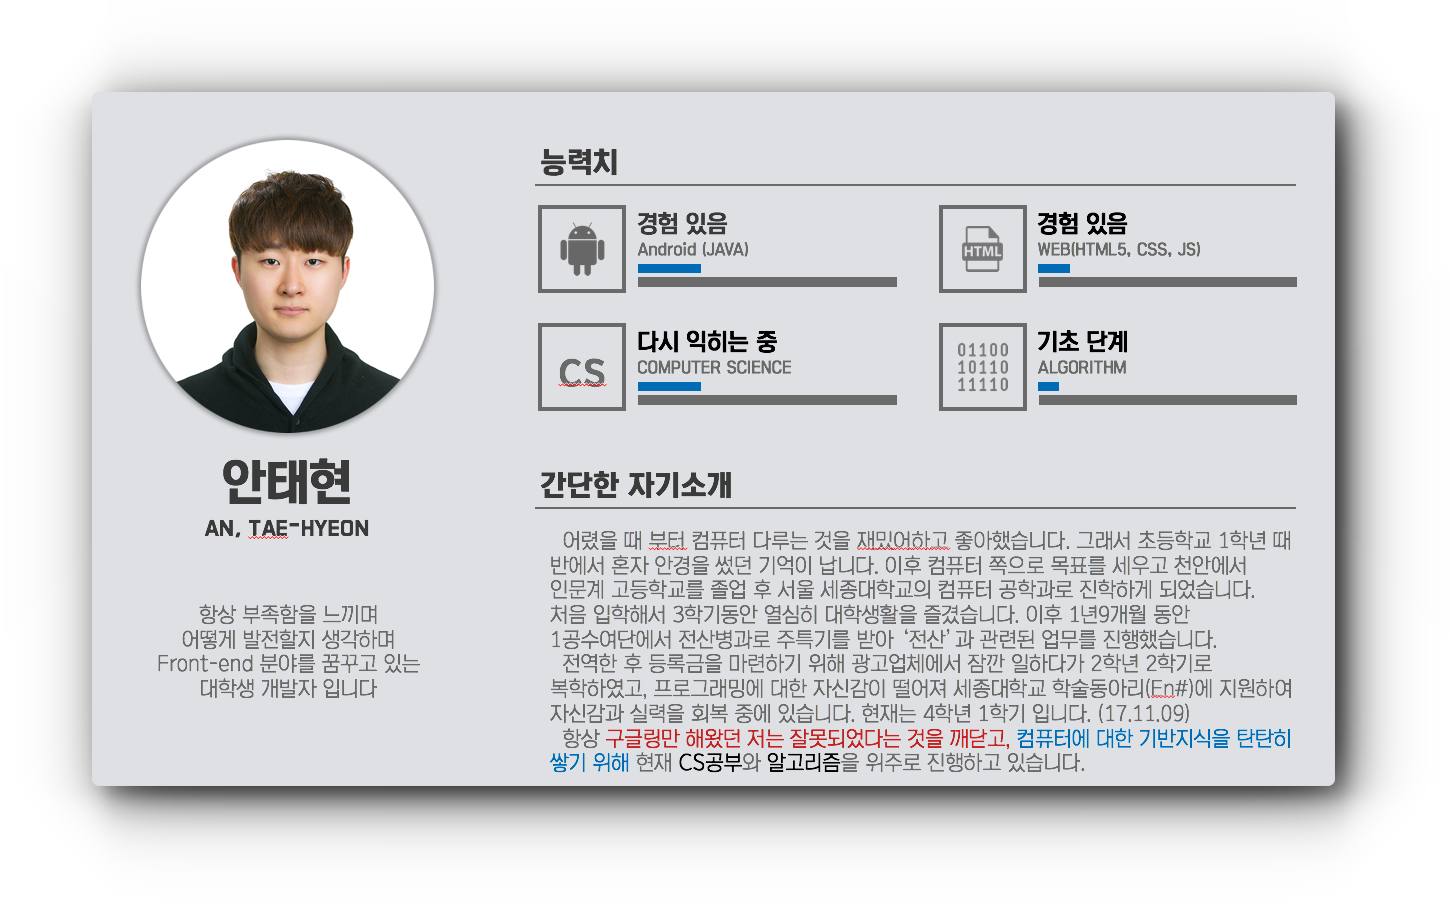 안태현
AN, TAE-HYEON
항상 부족함을 느끼며
어떻게 발전할지 생각하며
Front-end 분야를 꿈꾸고 있는
대학생 개발자 입니다
능력치
경험 있음
Android (JAVA)
HTML
경험 있음
WEB(HTML5, CSS, JS)
CS
다시 익히는 중
COMPUTER SCIENCE
01100
10110
11110
기초 단계
ALGORITHM
간단한 자기소개
어렸을 때 부터 컴퓨터 다루는 것을 재밌어하고 좋아했습니다. 그래서 초등학교 1학년 때
반에서 혼자 안경을 썼던 기억이 납니다. 이후 컴퓨터 쪽으로 목표를 세우고 천안에서
인문계 고등학교를 졸업 후 서울 세종대학교의 컴퓨터 공학과로 진학하게 되었습니다.
처음 입학해서 3학기동안 열심히 대학생활을 즐겼습니다. 이후 1년9개월 동안
1공수여단에서 전산병과로 주특기를 받아 ‘전산’과 관련된 업무를 진행했습니다.
전역한 후 등록금을 마련하기 위해 광고업체에서 잠깐 일하다가 2학년 2학기로
복학하였고, 프로그래밍에 대한 자신감이 떨어져 세종대학교 학술동아리(En#)에 지원하여
자신감과 실력을 회복 중에 있습니다. 현재는 4학년 1학기 입니다. (17.11.09)
항상 구글링만 해왔던 저는 잘못되었다는 것을 깨닫고, 컴퓨터에 대한 기반지식을 탄탄히
쌓기 위해 현재 CS공부와 알고리즘을 위주로 진행하고 있습니다.